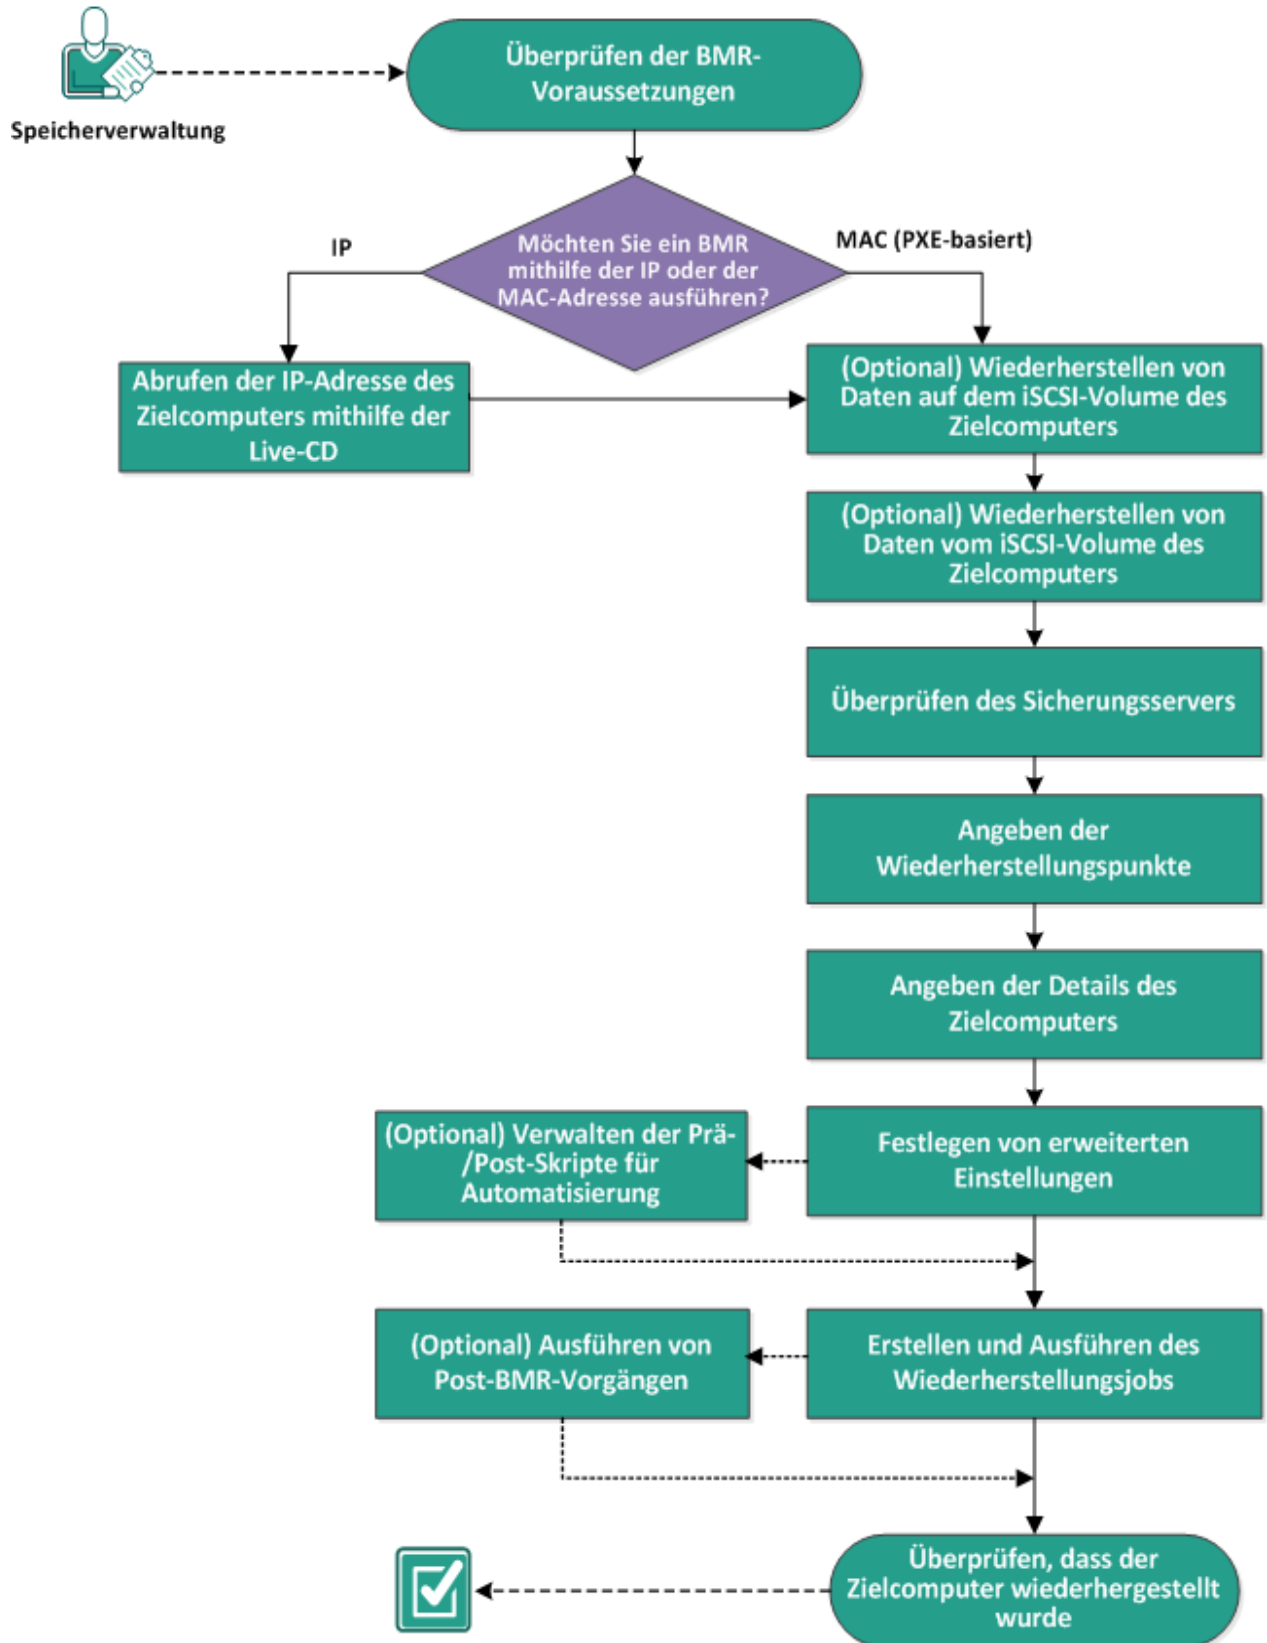 Überprüfen der BMR-
Voraussetzungen
Speicherverwaltung
IP
Möchten Sie ein BMR
mithilfe der IP oder der
MAC-Adresse ausführen?
MAC (PXE-basiert)
Abrufen der IP-Adresse des
Zielcomputers mithilfe der
Live-CD
(Optional) Wiederherstellen von
Daten auf dem iSCSI-Volume des
Zielcomputers
(Optional) Wiederherstellen von
Daten vom iSCSI-Volume des
Zielcomputers
Überprüfen des Sicherungsservers
Angeben der
Wiederherstellungspunkte
Angeben der Details des
Zielcomputers
(Optional) Verwalten der Prä-
/Post-Skripte für
Automatisierung
Festlegen von erweiterten
Einstellungen
(Optional) Ausführen von
Post-BMR-Vorgängen
Erstellen und Ausführen des
Wiederherstellungsjobs
Überprüfen, dass der
Zielcomputer wiederhergestellt
wurde